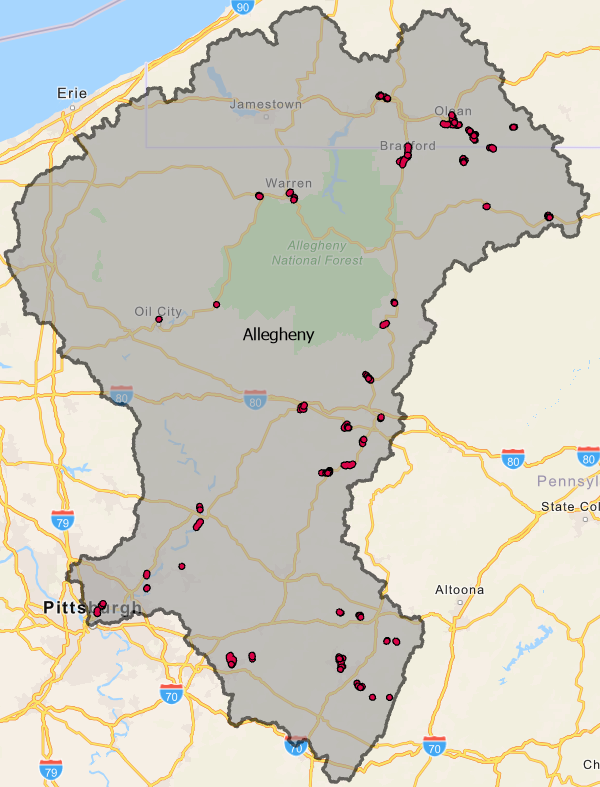 90
Erie
Jamestown
Olean
Bradford
Warren
Allegheny
National Forest
Oil City
Allegheny
80
80
80
80
Pennsyl
79
State Col
Altoona
Pittsburgh
70
70
70
79
Ch